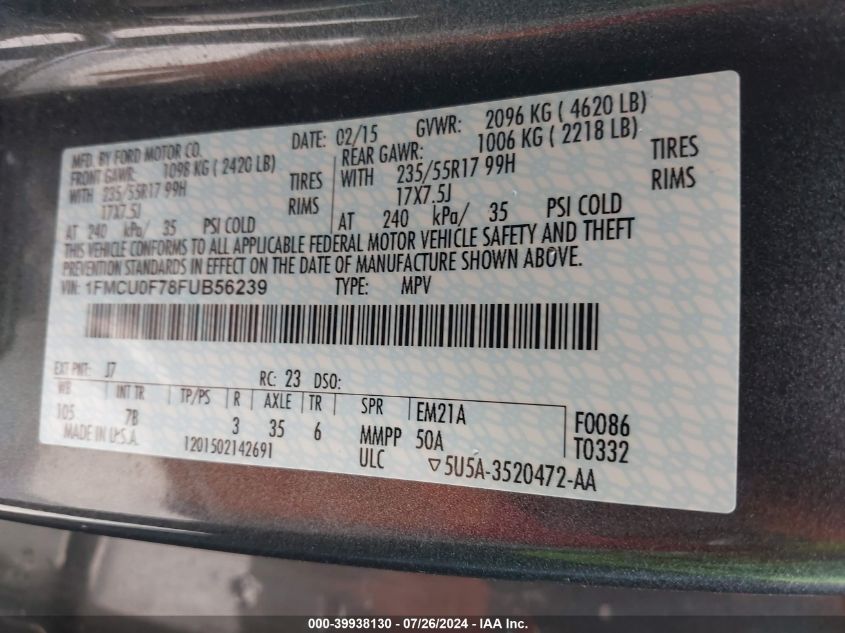 MFD. BY FORD MOTOR CO. DATE: 02/15 GVWR: 2096 KG ( 4620 LB)
FRONT GAWR: 1098 KG ( 2420 LB) REAR GAWR: 1006 KG ( 2218 LB)
WITH 235/55R17 99H TIRES WITH 235/55R17 99H TIRES
17X7.5J RIMS 17X7.5J RIMS
AT 240 kPa/ 35 PSI COLD AT 240 kPa/ 35 PSI COLD
THIS VEHICLE CONFORMS TO ALL APPLICABLE FEDERAL MOTOR VEHICLE SAFETY AND THEFT
PREVENTION STANDARDS IN EFFECT ON THE DATE OF MANUFACTURE SHOWN ABOVE.
VIN: 1FMCU0F78FUB56239 TYPE: MPV
EXT PNT: J7 RC: 23 DSO:
WB INT TR TP/PS R AXLE TR SPR EM21A F0086
105 7B 3 35 6 MMPP 50A T0332
MADE IN U.S.A. 1201502142691 ULC ▽5U5A-3520472-AA
000-39938130 - 07/26/2024 - IAA Inc.